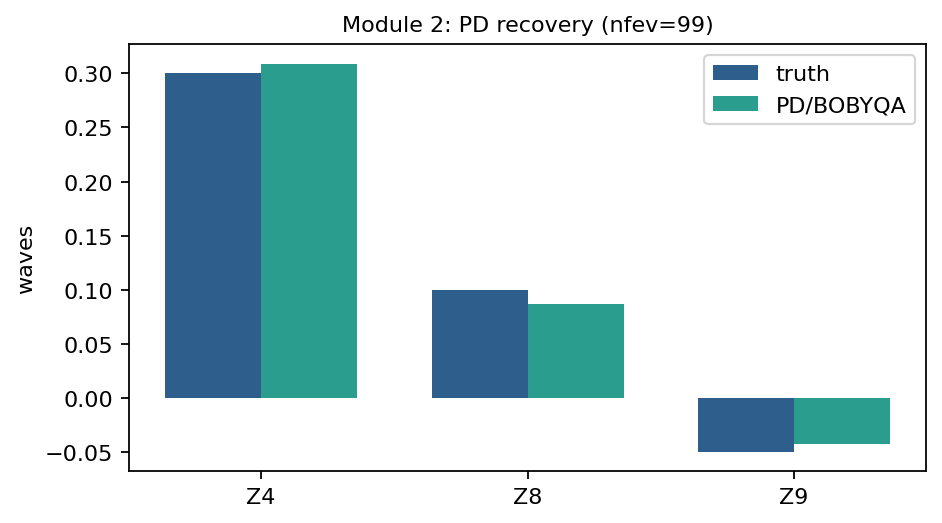 Module 2: PD recovery (nfev=99)
truth
PD/BOBYQA
waves
0.30
0.25
0.20
0.15
0.10
0.05
0.00
−0.05
Z4
Z8
Z9